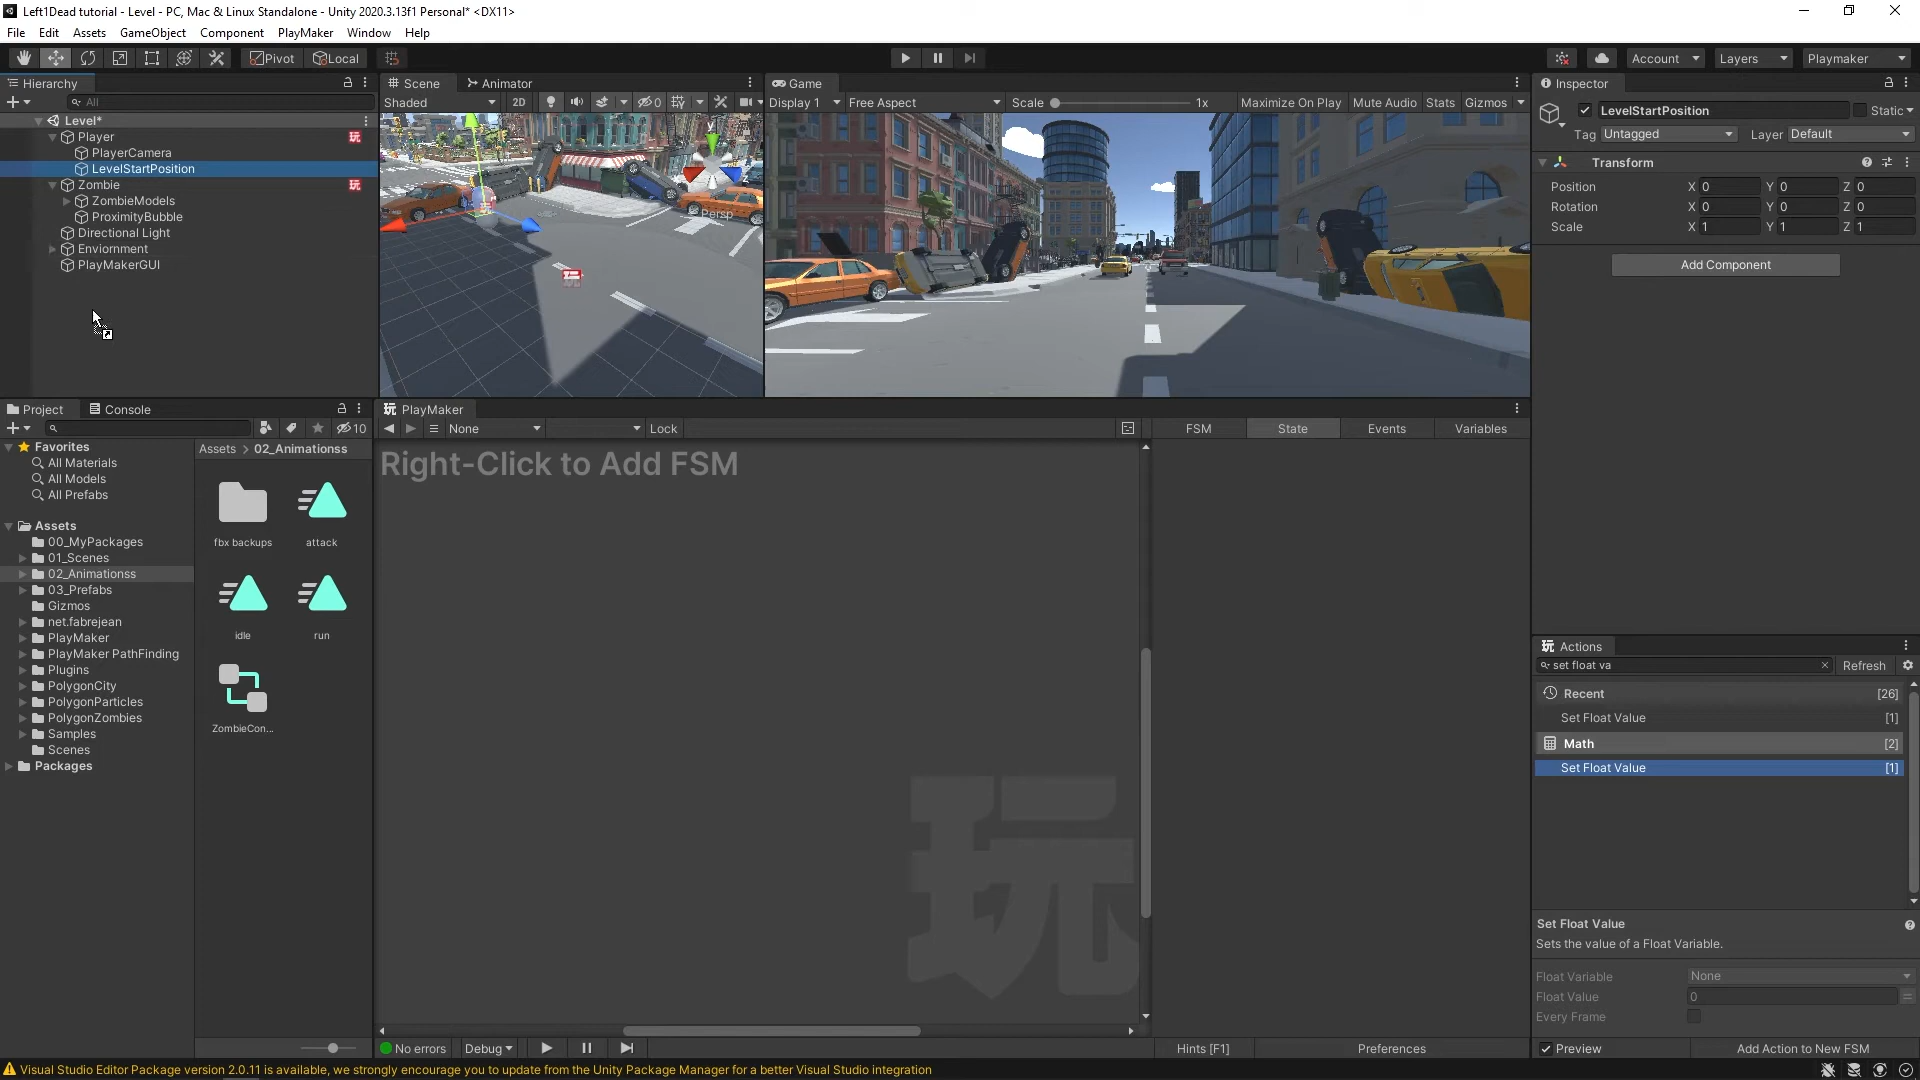 Left1Dead tutorial - Level - PC, Mac & Linux Standalone - Unity 2020.3.13f1 Personal* <DX11>
File Edit Assets GameObject Component PlayMaker Window Help
Pivot Local Account Layers Playmaker
Hierarchy
All
Level*
Player
PlayerCamera
LevelStartPosition
Zombie
ZombieModels
ProximityBubble
Directional Light
Enviornment
PlayMakerGUI
Scene Animator
Shaded 2D 0
y
z
Persp
Game
Display 1 Free Aspect Scale 1x Maximize On Play Mute Audio Stats Gizmos
Inspector
LevelStartPosition Static
Tag Untagged Layer Default
Transform
Position X 0 Y 0 Z 0
Rotation X 0 Y 0 Z 0
Scale X 1 Y 1 Z 1
Add Component
Project Console
10
Favorites
All Materials
All Models
All Prefabs
Assets
00_MyPackages
01_Scenes
02_Animationss
03_Prefabs
Gizmos
net.fabrejean
PlayMaker
PlayMaker PathFinding
Plugins
PolygonCity
PolygonParticles
PolygonZombies
Samples
Scenes
Packages
Assets > 02_Animationss
fbx backups attack
idle run
ZombieCon...
玩 PlayMaker
None Lock
FSM State Events Variables
Right-Click to Add FSM
玩
No errors Debug
Hints [F1] Preferences
玩 Actions
set float va Refresh
Recent [26]
Set Float Value [1]
Math [2]
Set Float Value [1]
Set Float Value
Sets the value of a Float Variable.
Float Variable None
Float Value 0
Every Frame
Preview Add Action to New FSM
Visual Studio Editor Package version 2.0.11 is available, we strongly encourage you to update from the Unity Package Manager for a better Visual Studio integration